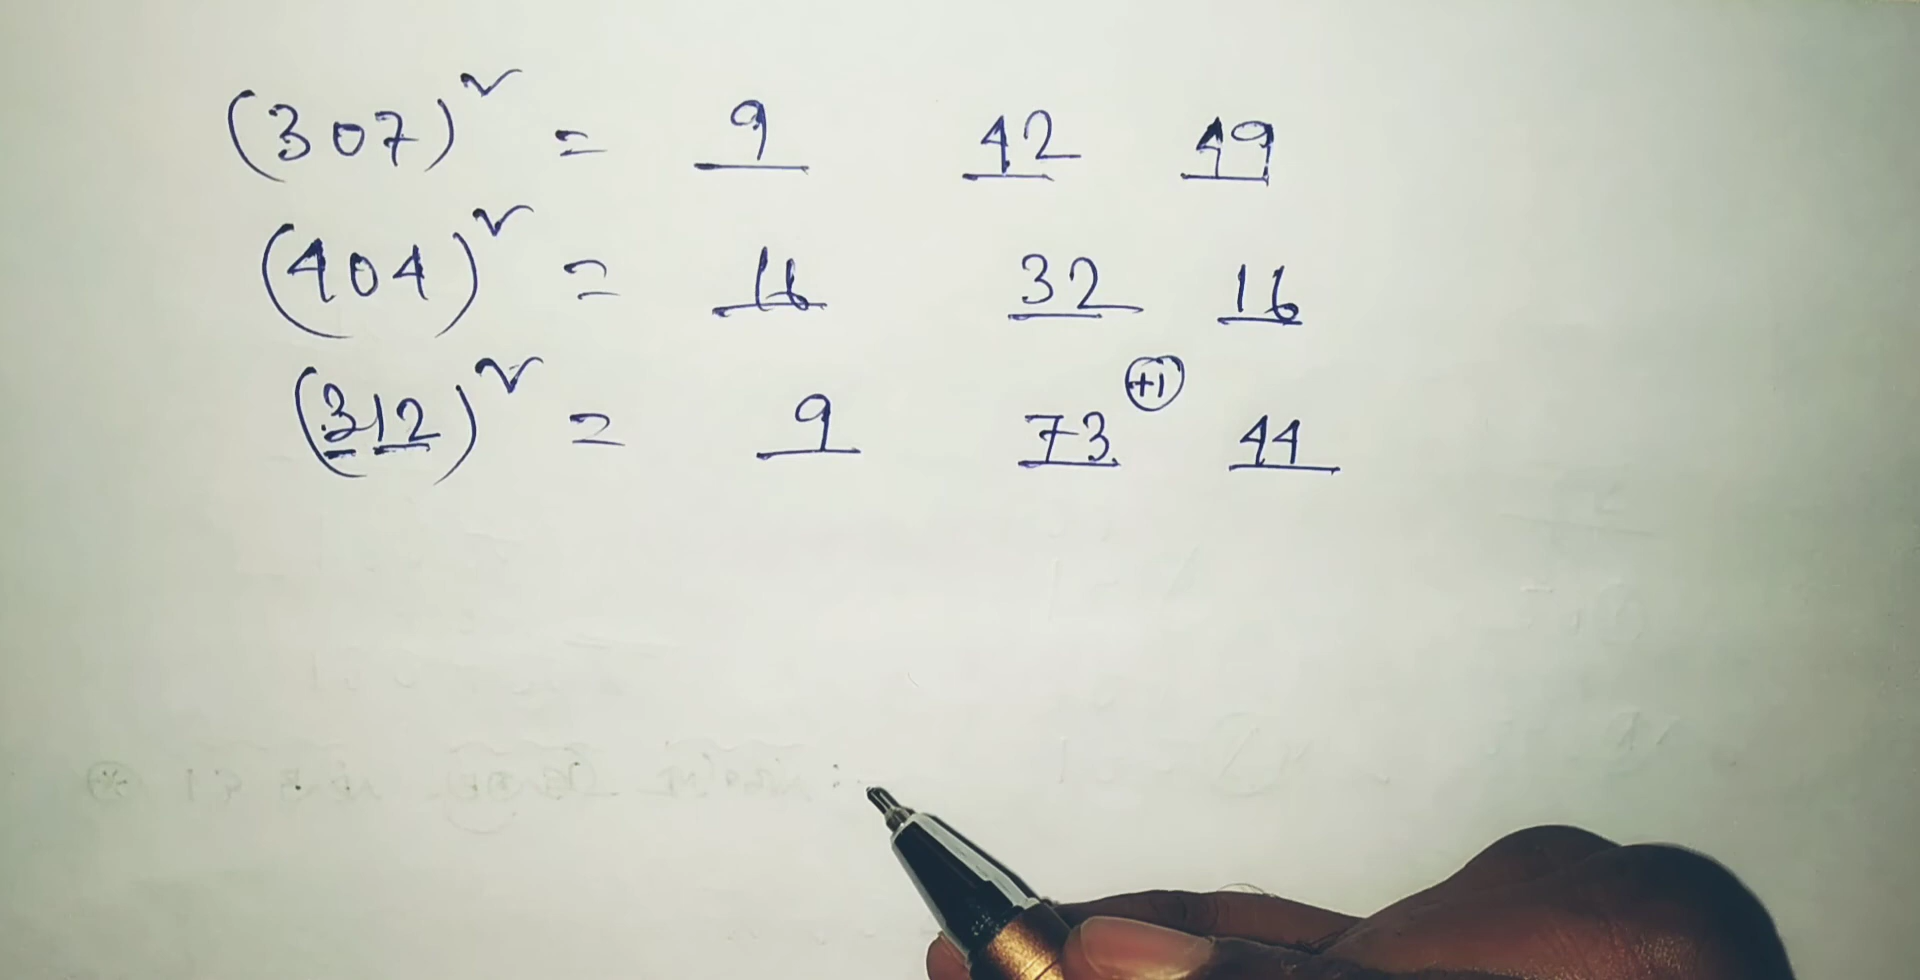 (307)² = 9 42 49
(404)² = 16 32 16
(312)² = 9 73 +1 44